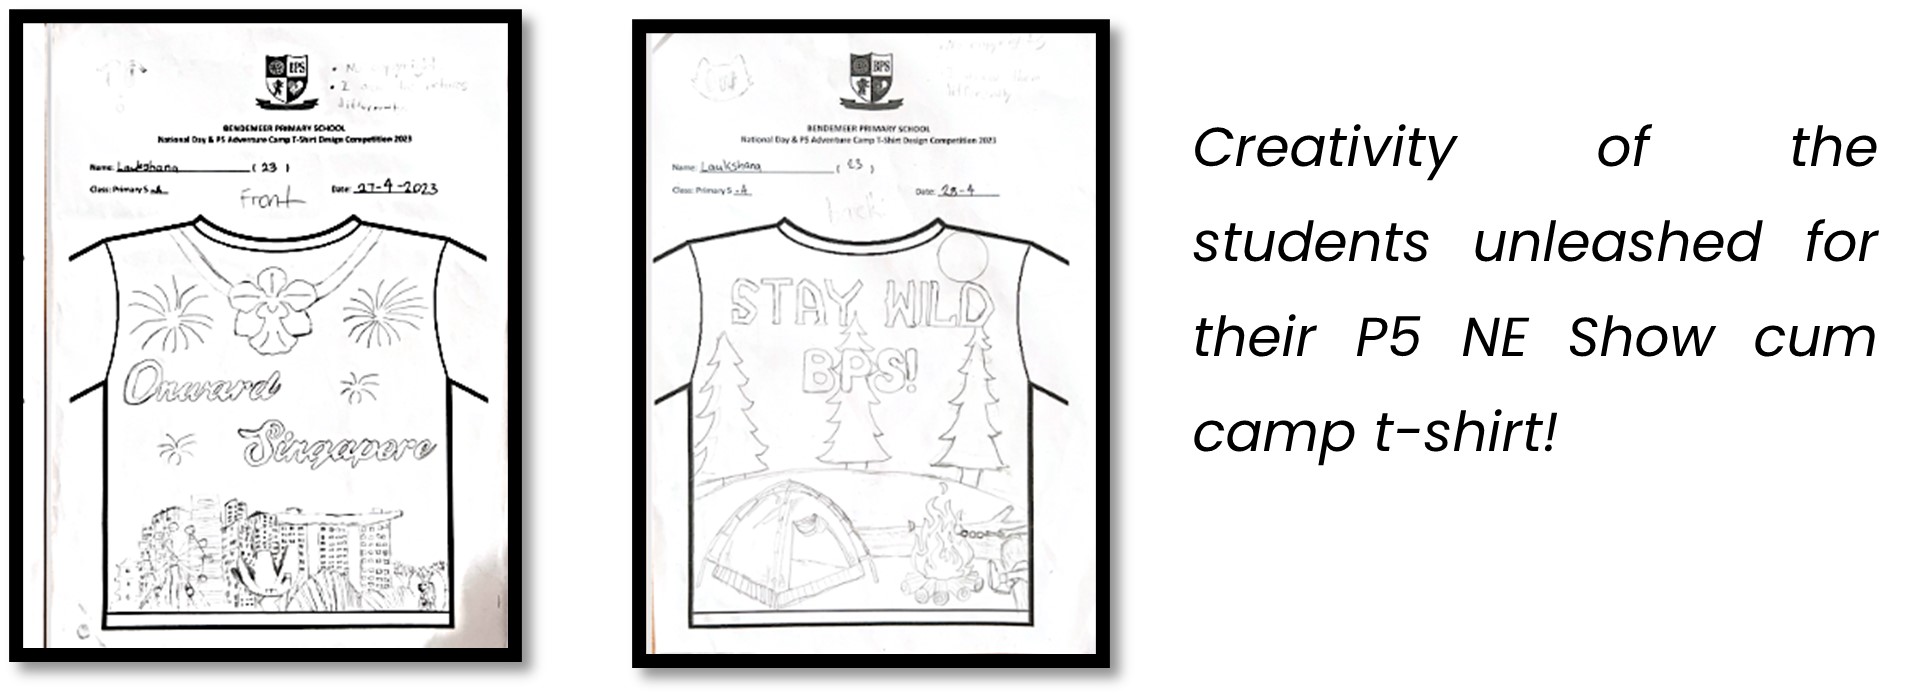 BPS
BENDEMEER PRIMARY SCHOOL
National Day & P5 Adventure Camp T-Shirt Design Competition 2023
Name: Laukshana ( 23 )
Class: Primary 5 -A
Date: 27-4-2023
Front
Onward
Singapore
BPS
BENDEMEER PRIMARY SCHOOL
National Day & P5 Adventure Camp T-Shirt Design Competition 2023
Name: Laukshana ( 23 )
Class: Primary 5 -A
Date: 28-4
Back
STAY WILD
BPS!
Creativity of the
students unleashed for
their P5 NE Show cum
camp t-shirt!